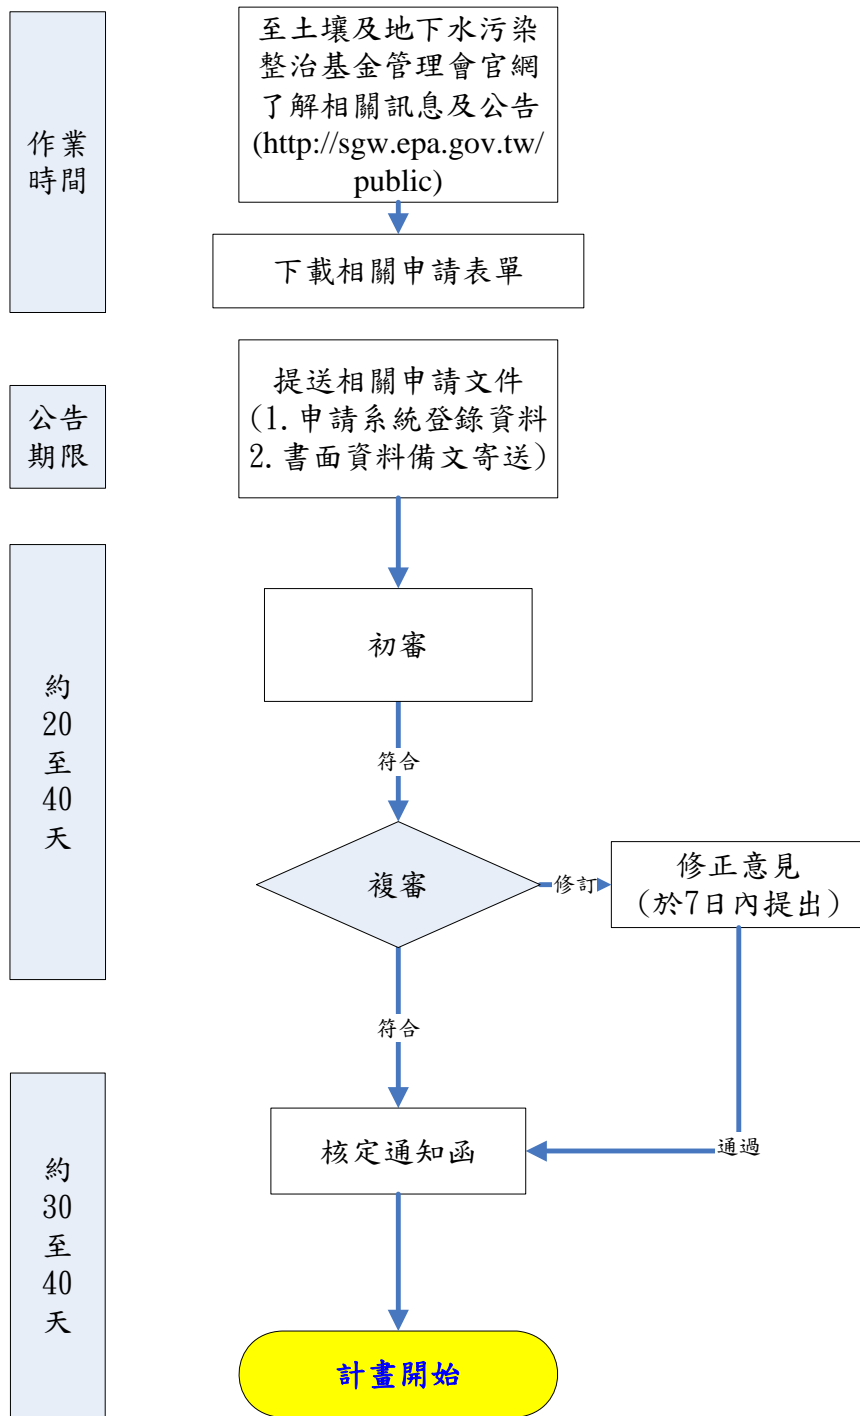 作業
時間
至土壤及地下水污染
整治基金管理會官網
了解相關訊息及公告
(http://sgw.epa.gov.tw/
public)
下載相關申請表單
公告
期限
提送相關申請文件
(1.申請系統登錄資料
2.書面資料備文寄送)
約
20
至
40
天
初審
符合
複審
修訂
修正意見
(於7日內提出)
符合
通過
約
30
至
40
天
核定通知函
計畫開始